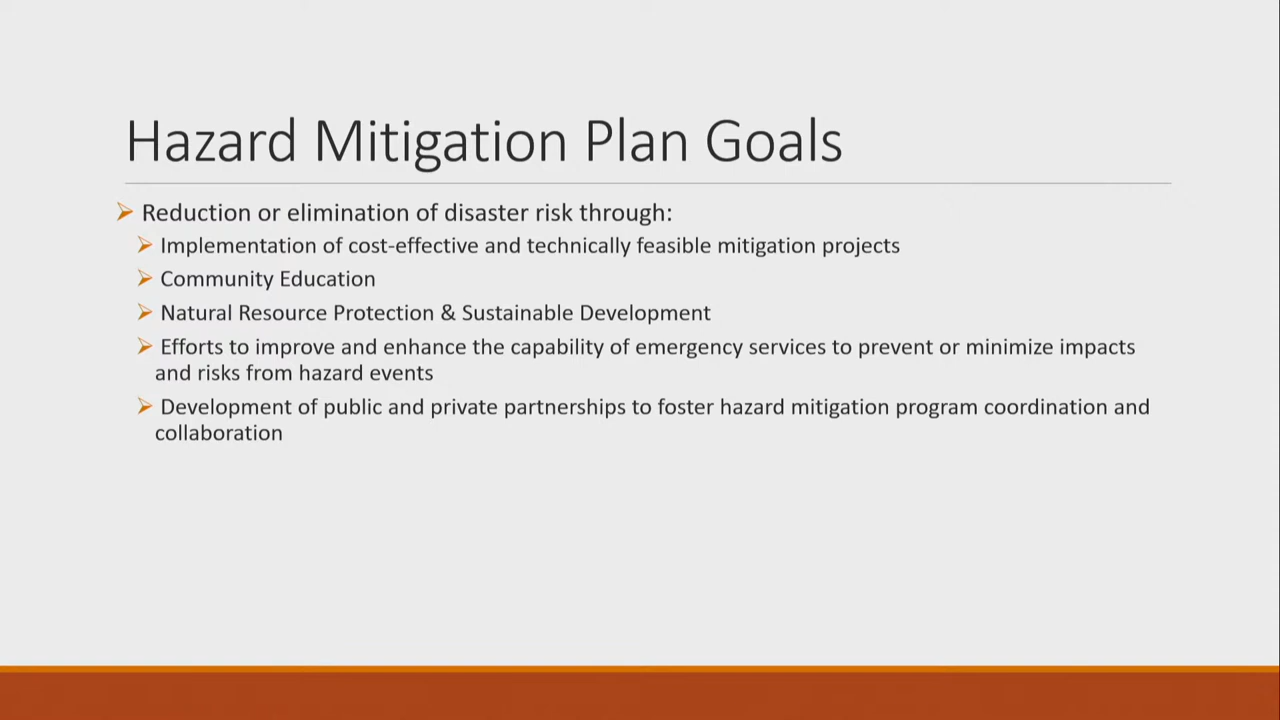 Hazard Mitigation Plan Goals
Reduction or elimination of disaster risk through:
Implementation of cost-effective and technically feasible mitigation projects
Community Education
Natural Resource Protection & Sustainable Development
Efforts to improve and enhance the capability of emergency services to prevent or minimize impacts
and risks from hazard events
Development of public and private partnerships to foster hazard mitigation program coordination and
collaboration